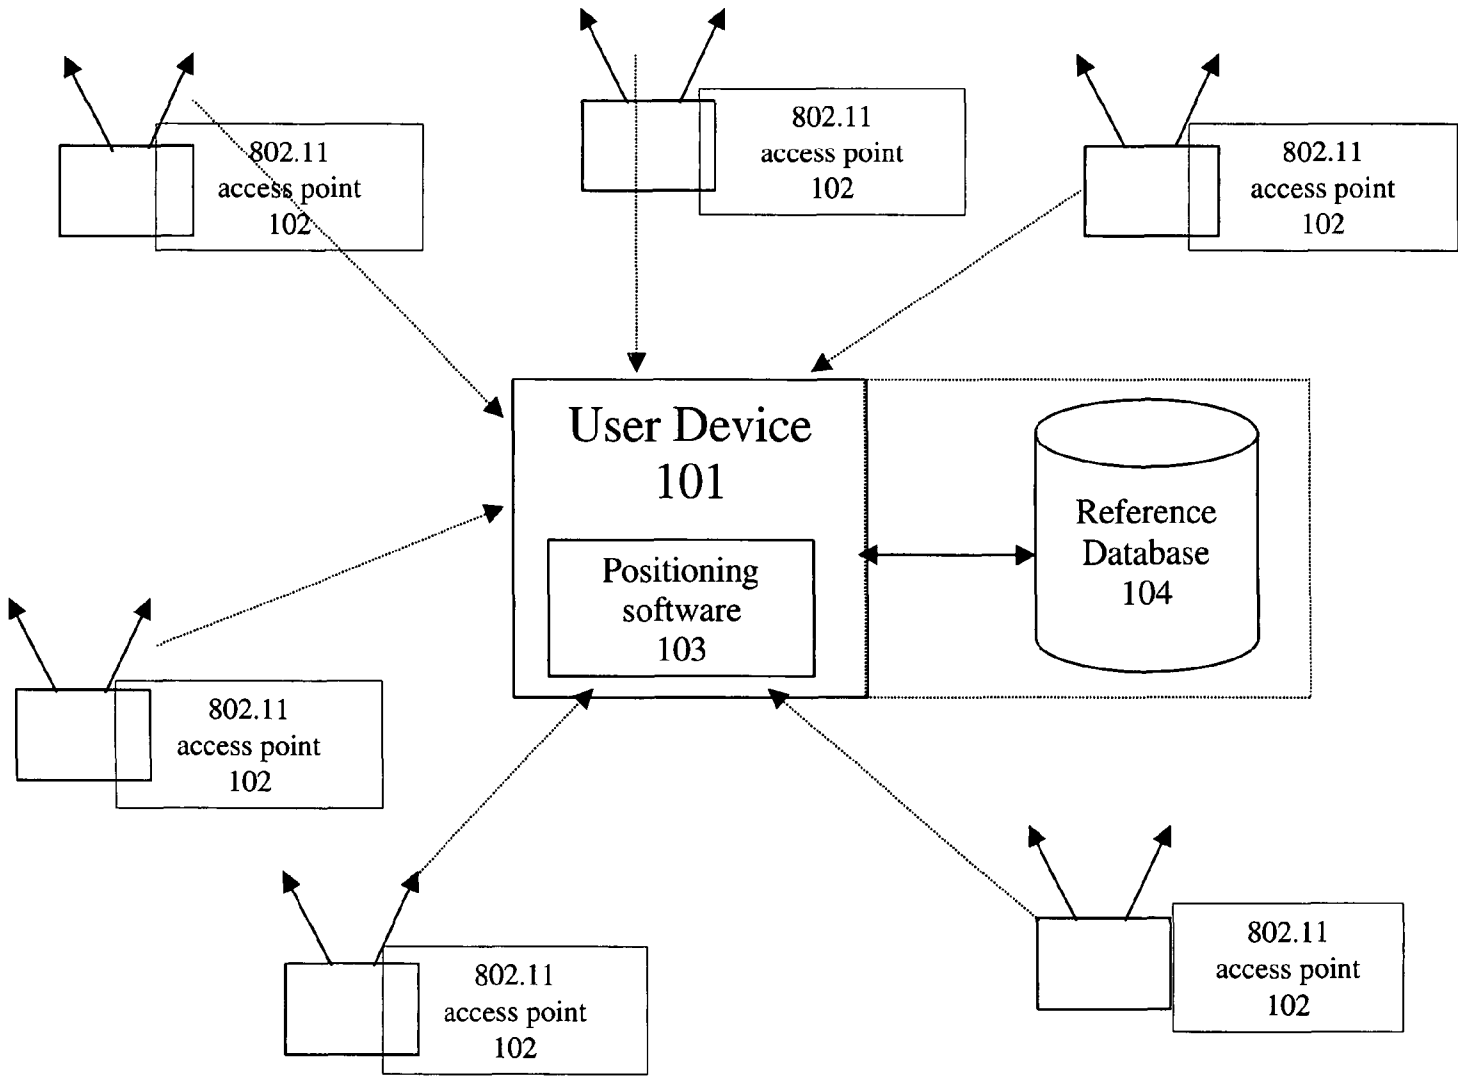 802.11
access point
102
802.11
access point
102
802.11
access point
102
User Device
101
Positioning
software
103
Reference
Database
104
802.11
access point
102
802.11
access point
102
802.11
access point
102